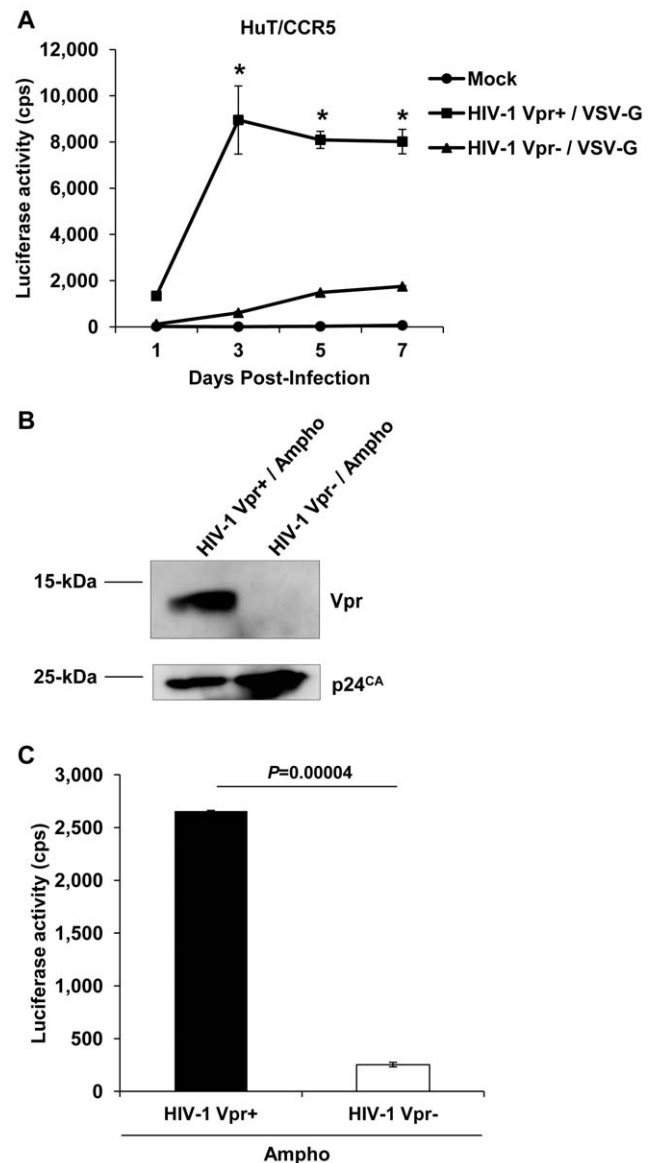 A
HuT/CCR5
12,000
10,000
8,000
6,000
4,000
2,000
0
Luciferase activity (cps)
*
*
*
Mock
HIV-1 Vpr+ / VSV-G
HIV-1 Vpr- / VSV-G
1 3 5 7
Days Post-Infection
B
HIV-1 Vpr+ / Ampho
HIV-1 Vpr- / Ampho
15-kDa
Vpr
25-kDa
p24CA
C
3,000
2,500
2,000
1,500
1,000
500
0
Luciferase activity (cps)
P=0.00004
HIV-1 Vpr+ HIV-1 Vpr-
Ampho